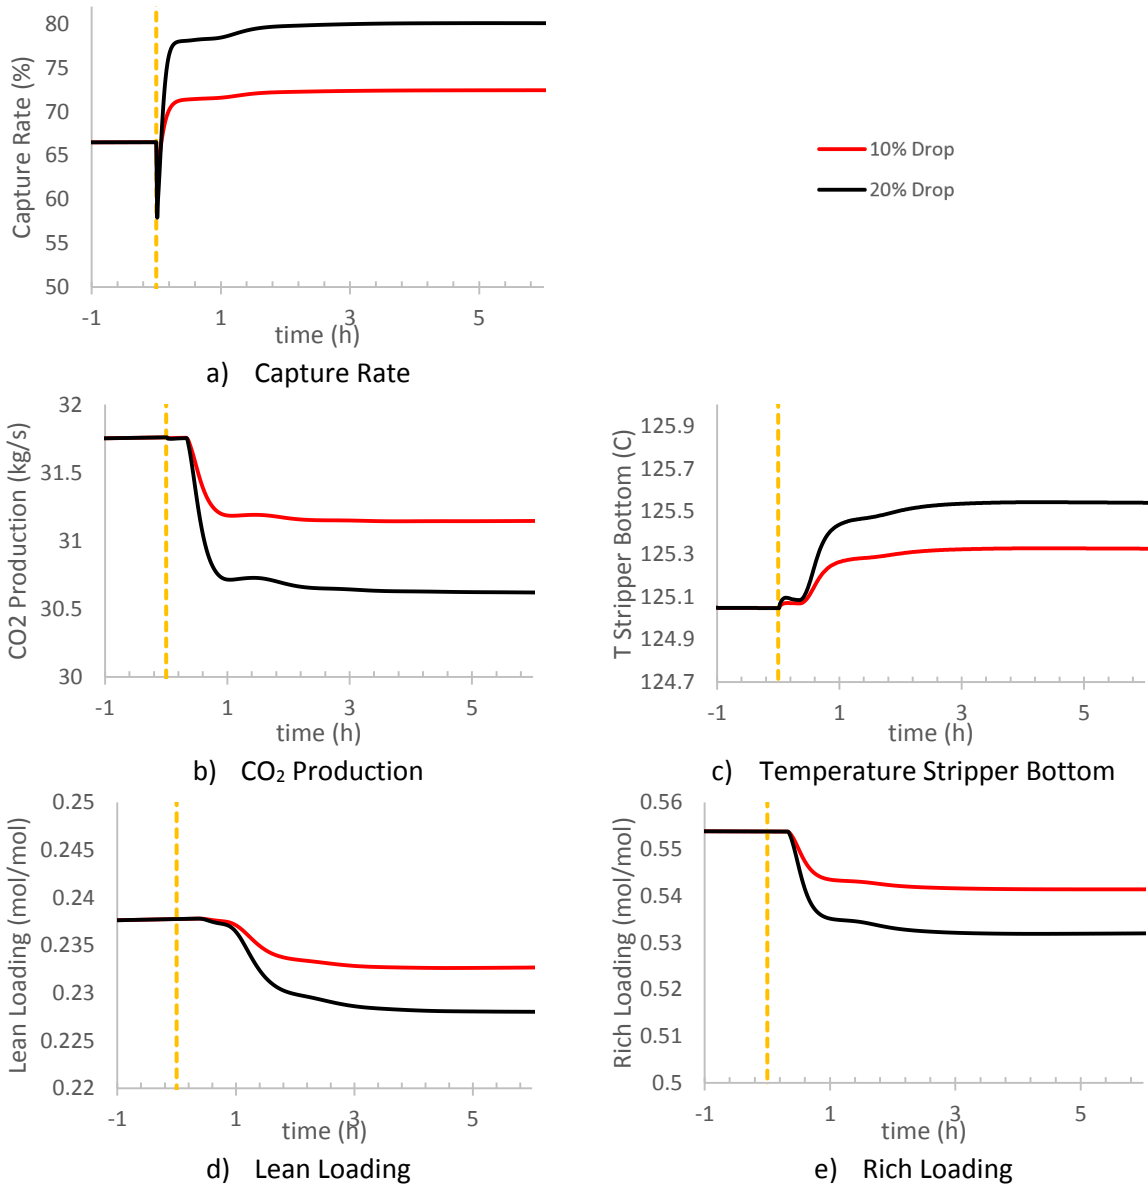 80
75
70
65
60
55
50
Capture Rate (%)
-1 1 3 5
time (h)
a) Capture Rate
10% Drop
20% Drop
32
31.5
31
30.5
30
CO2 Production (kg/s)
-1 1 3 5
time (h)
b) CO₂ Production
125.9
125.7
125.5
125.3
125.1
124.9
124.7
T Stripper Bottom (C)
-1 1 3 5
time (h)
c) Temperature Stripper Bottom
0.25
0.245
0.24
0.235
0.23
0.225
0.22
Lean Loading (mol/mol)
-1 1 3 5
time (h)
d) Lean Loading
0.56
0.55
0.54
0.53
0.52
0.51
0.5
Rich Loading (mol/mol)
-1 1 3 5
time (h)
e) Rich Loading